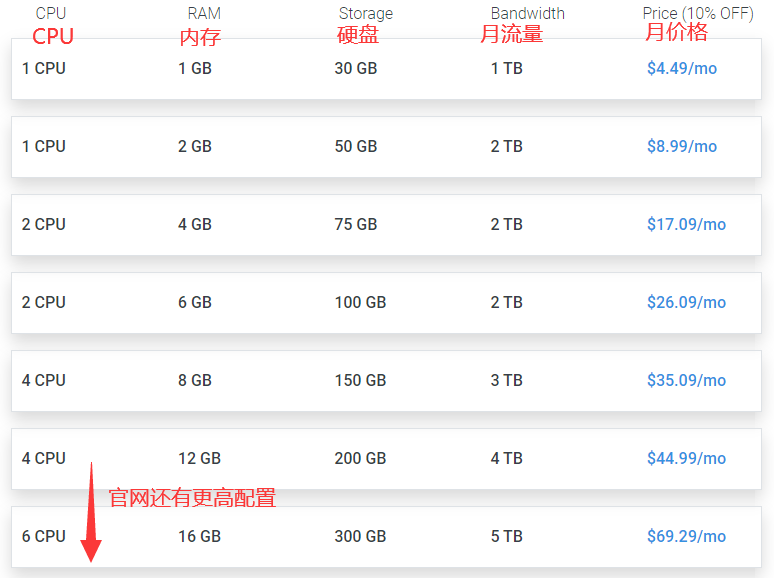 CPU RAM Storage Bandwidth Price (10% OFF)
CPU 内存 硬盘 月流量 月价格
1 CPU 1 GB 30 GB 1 TB $4.49/mo
1 CPU 2 GB 50 GB 2 TB $8.99/mo
2 CPU 4 GB 75 GB 2 TB $17.09/mo
2 CPU 6 GB 100 GB 2 TB $26.09/mo
4 CPU 8 GB 150 GB 3 TB $35.09/mo
4 CPU 12 GB 200 GB 4 TB $44.99/mo
官网还有更高配置
6 CPU 16 GB 300 GB 5 TB $69.29/mo